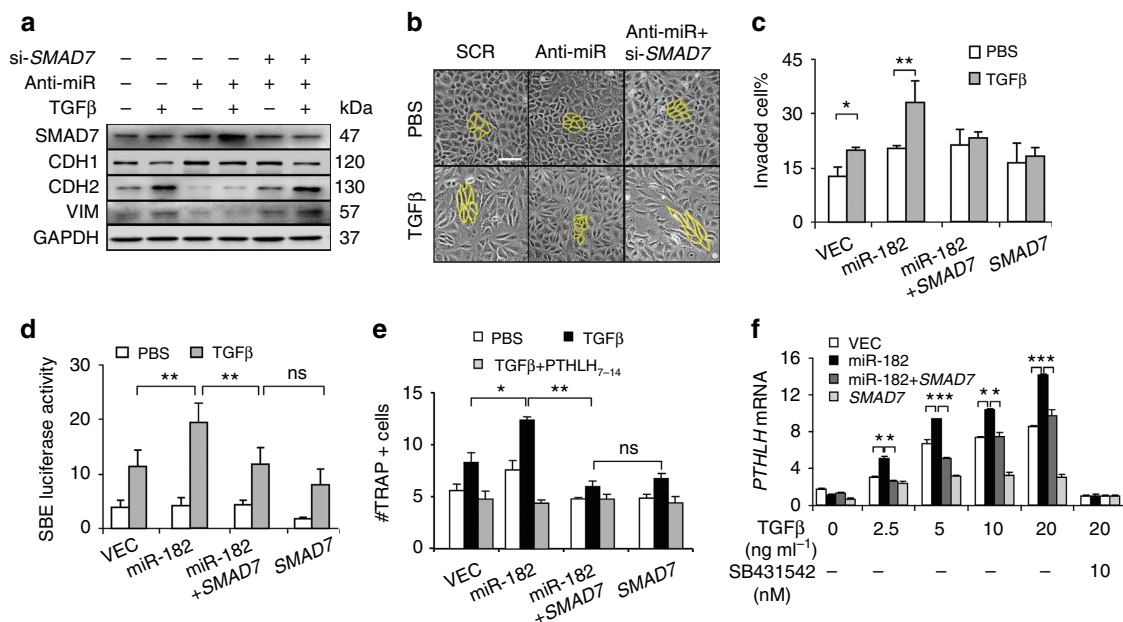 a
si-SMAD7 – – – – + +
Anti-miR – – + + + +
TGFβ – + – + – + kDa
SMAD7 47
CDH1 120
CDH2 130
VIM 57
GAPDH 37
b
SCR Anti-miR Anti-miR+
si-SMAD7
PBS
TGFβ
c
PBS
TGFβ
Invaded cell%
45
30
15
0
*
**
VEC
miR-182
miR-182
+SMAD7
SMAD7
d
PBS TGFβ
SBE luciferase activity
30
20
10
0
** ** ns
VEC
miR-182
miR-182
+SMAD7
SMAD7
e
PBS TGFβ
TGFβ+PTHLH7–14
#TRAP + cells
15
10
5
0
* **
ns
VEC
miR-182
miR-182
+SMAD7
SMAD7
f
VEC
miR-182
miR-182+SMAD7
SMAD7
PTHLH mRNA
16
12
8
4
0
** *** ** ***
TGFβ 0 2.5 5 10 20 20
(ng ml–1)
SB431542 – – – – – 10
(nM)